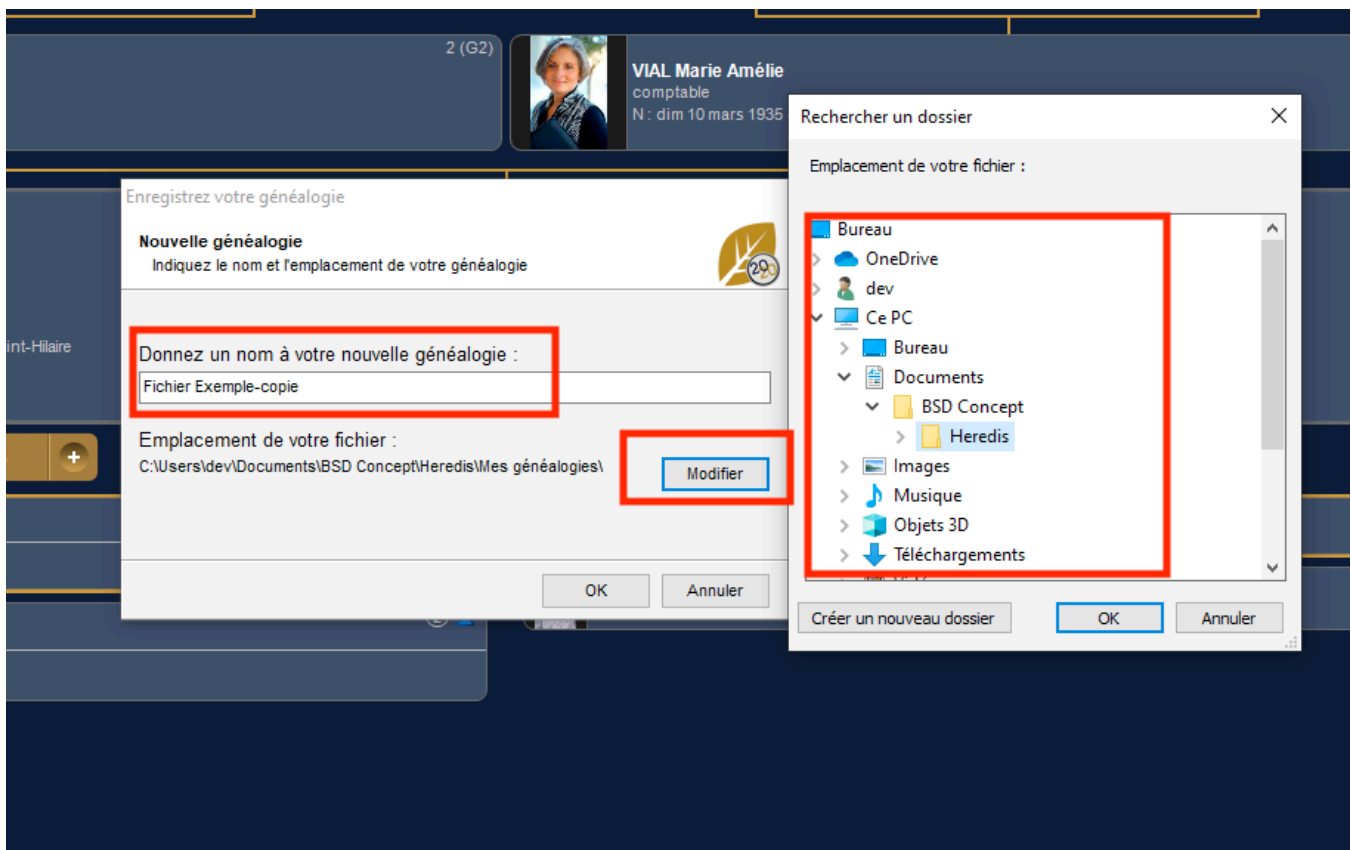 2 (G2)
VIAL Marie Amélie
comptable
N : dim 10 mars 1935
int-Hilaire
Enregistrez votre généalogie
Nouvelle généalogie
Indiquez le nom et l'emplacement de votre généalogie
2020
Donnez un nom à votre nouvelle généalogie :
Fichier Exemple-copie
Emplacement de votre fichier :
C:\Users\dev\Documents\BSD Concept\Heredis\Mes généalogies\
Modifier
OK
Annuler
Rechercher un dossier
Emplacement de votre fichier :
Bureau
OneDrive
dev
Ce PC
Bureau
Documents
BSD Concept
Heredis
Images
Musique
Objets 3D
Téléchargements
Créer un nouveau dossier
OK
Annuler